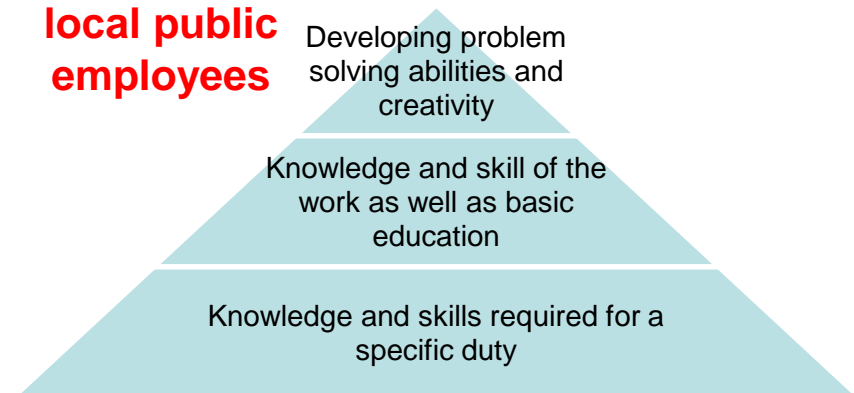 local public
employees
Developing problem
solving abilities and
creativity
Knowledge and skill of the
work as well as basic
education
Knowledge and skills required for a
specific duty